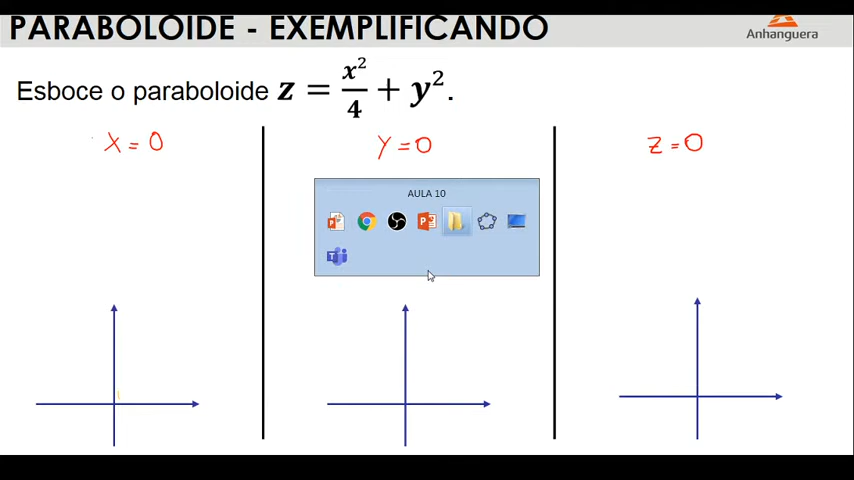 PARABOLOIDE - EXEMPLIFICANDO
Anhanguera
Esboce o paraboloide z = x²/4 + y².
X = 0
Y = 0
Z = 0
AULA 10